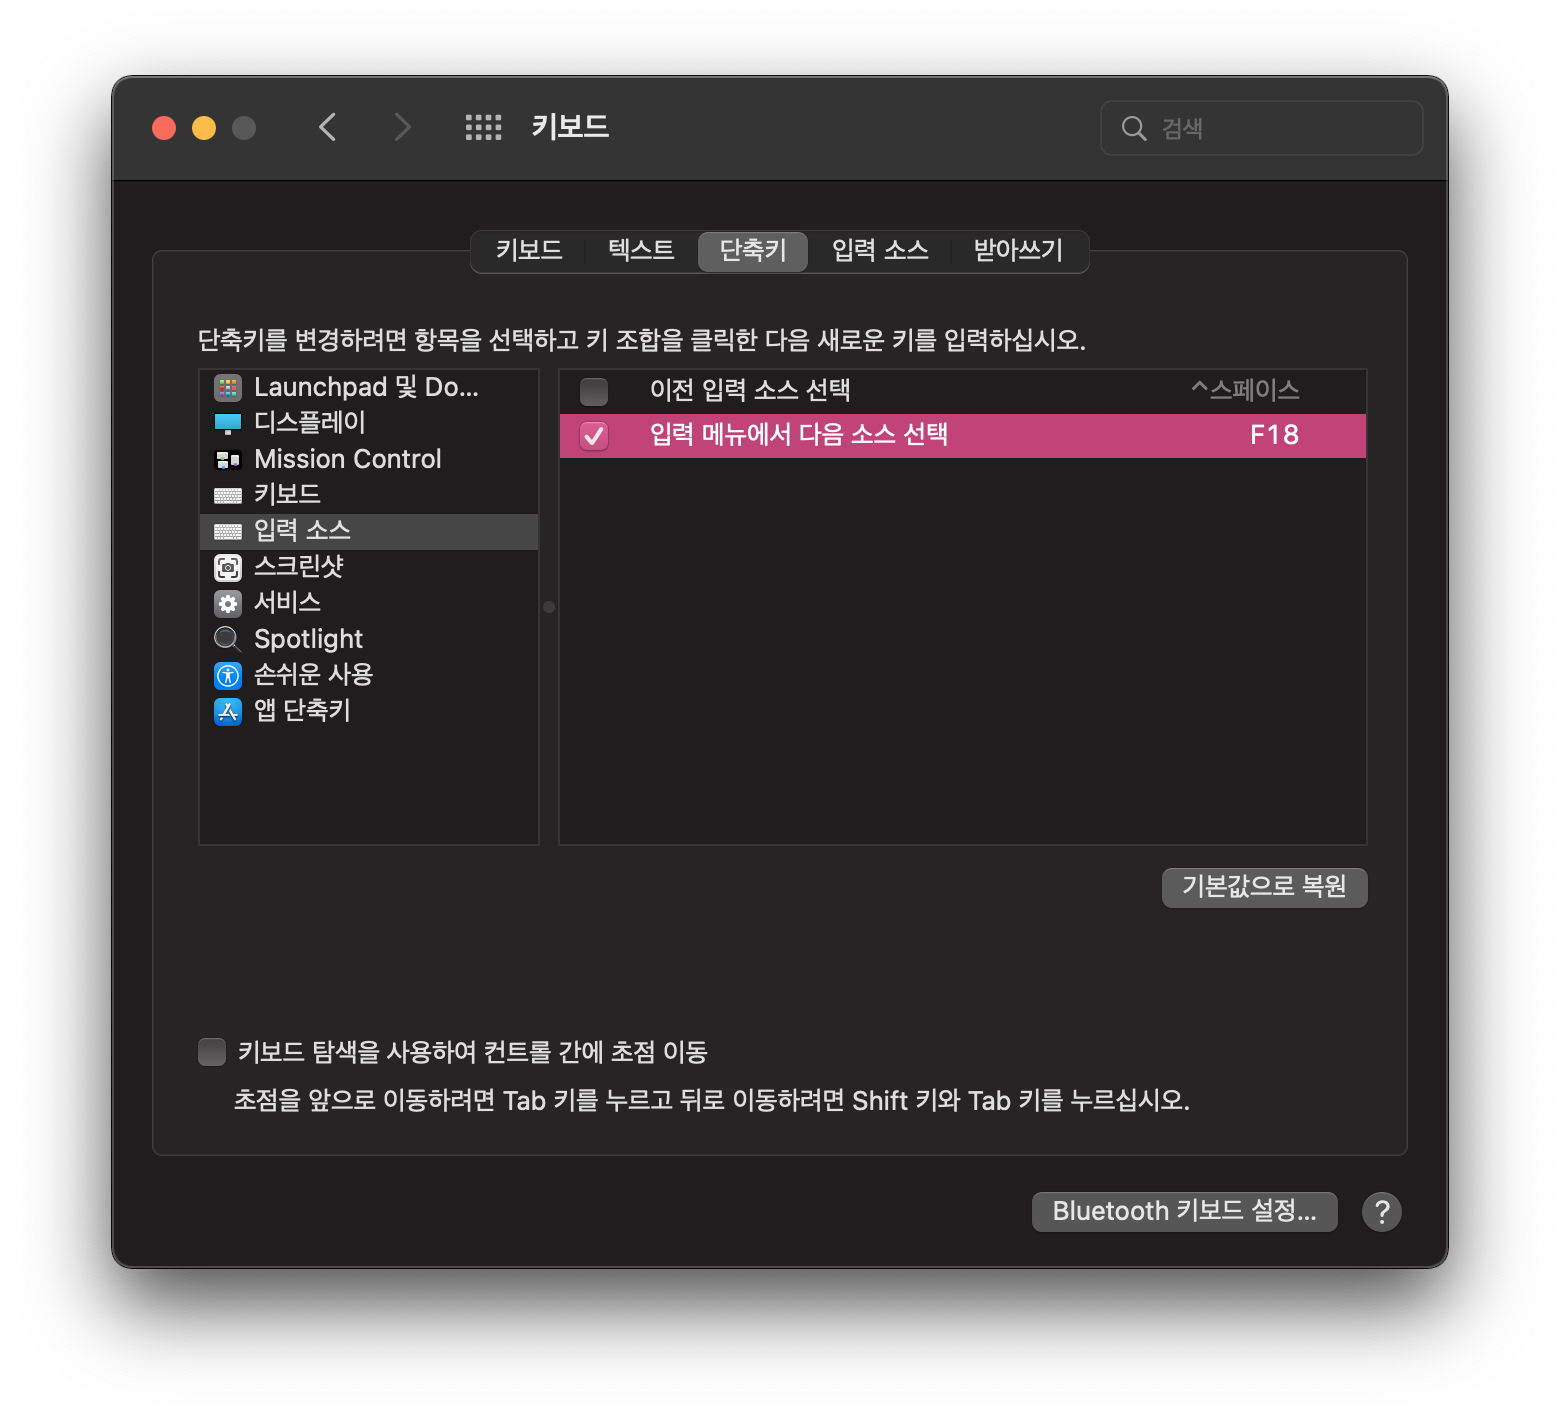 키보드
검색
키보드
텍스트
단축키
입력 소스
받아쓰기
단축키를 변경하려면 항목을 선택하고 키 조합을 클릭한 다음 새로운 키를 입력하십시오.
Launchpad 및 Do...
디스플레이
Mission Control
키보드
입력 소스
스크린샷
서비스
Spotlight
손쉬운 사용
앱 단축키
이전 입력 소스 선택 ^스페이스
입력 메뉴에서 다음 소스 선택 F18
기본값으로 복원
키보드 탐색을 사용하여 컨트롤 간에 초점 이동
초점을 앞으로 이동하려면 Tab 키를 누르고 뒤로 이동하려면 Shift 키와 Tab 키를 누르십시오.
Bluetooth 키보드 설정...
?